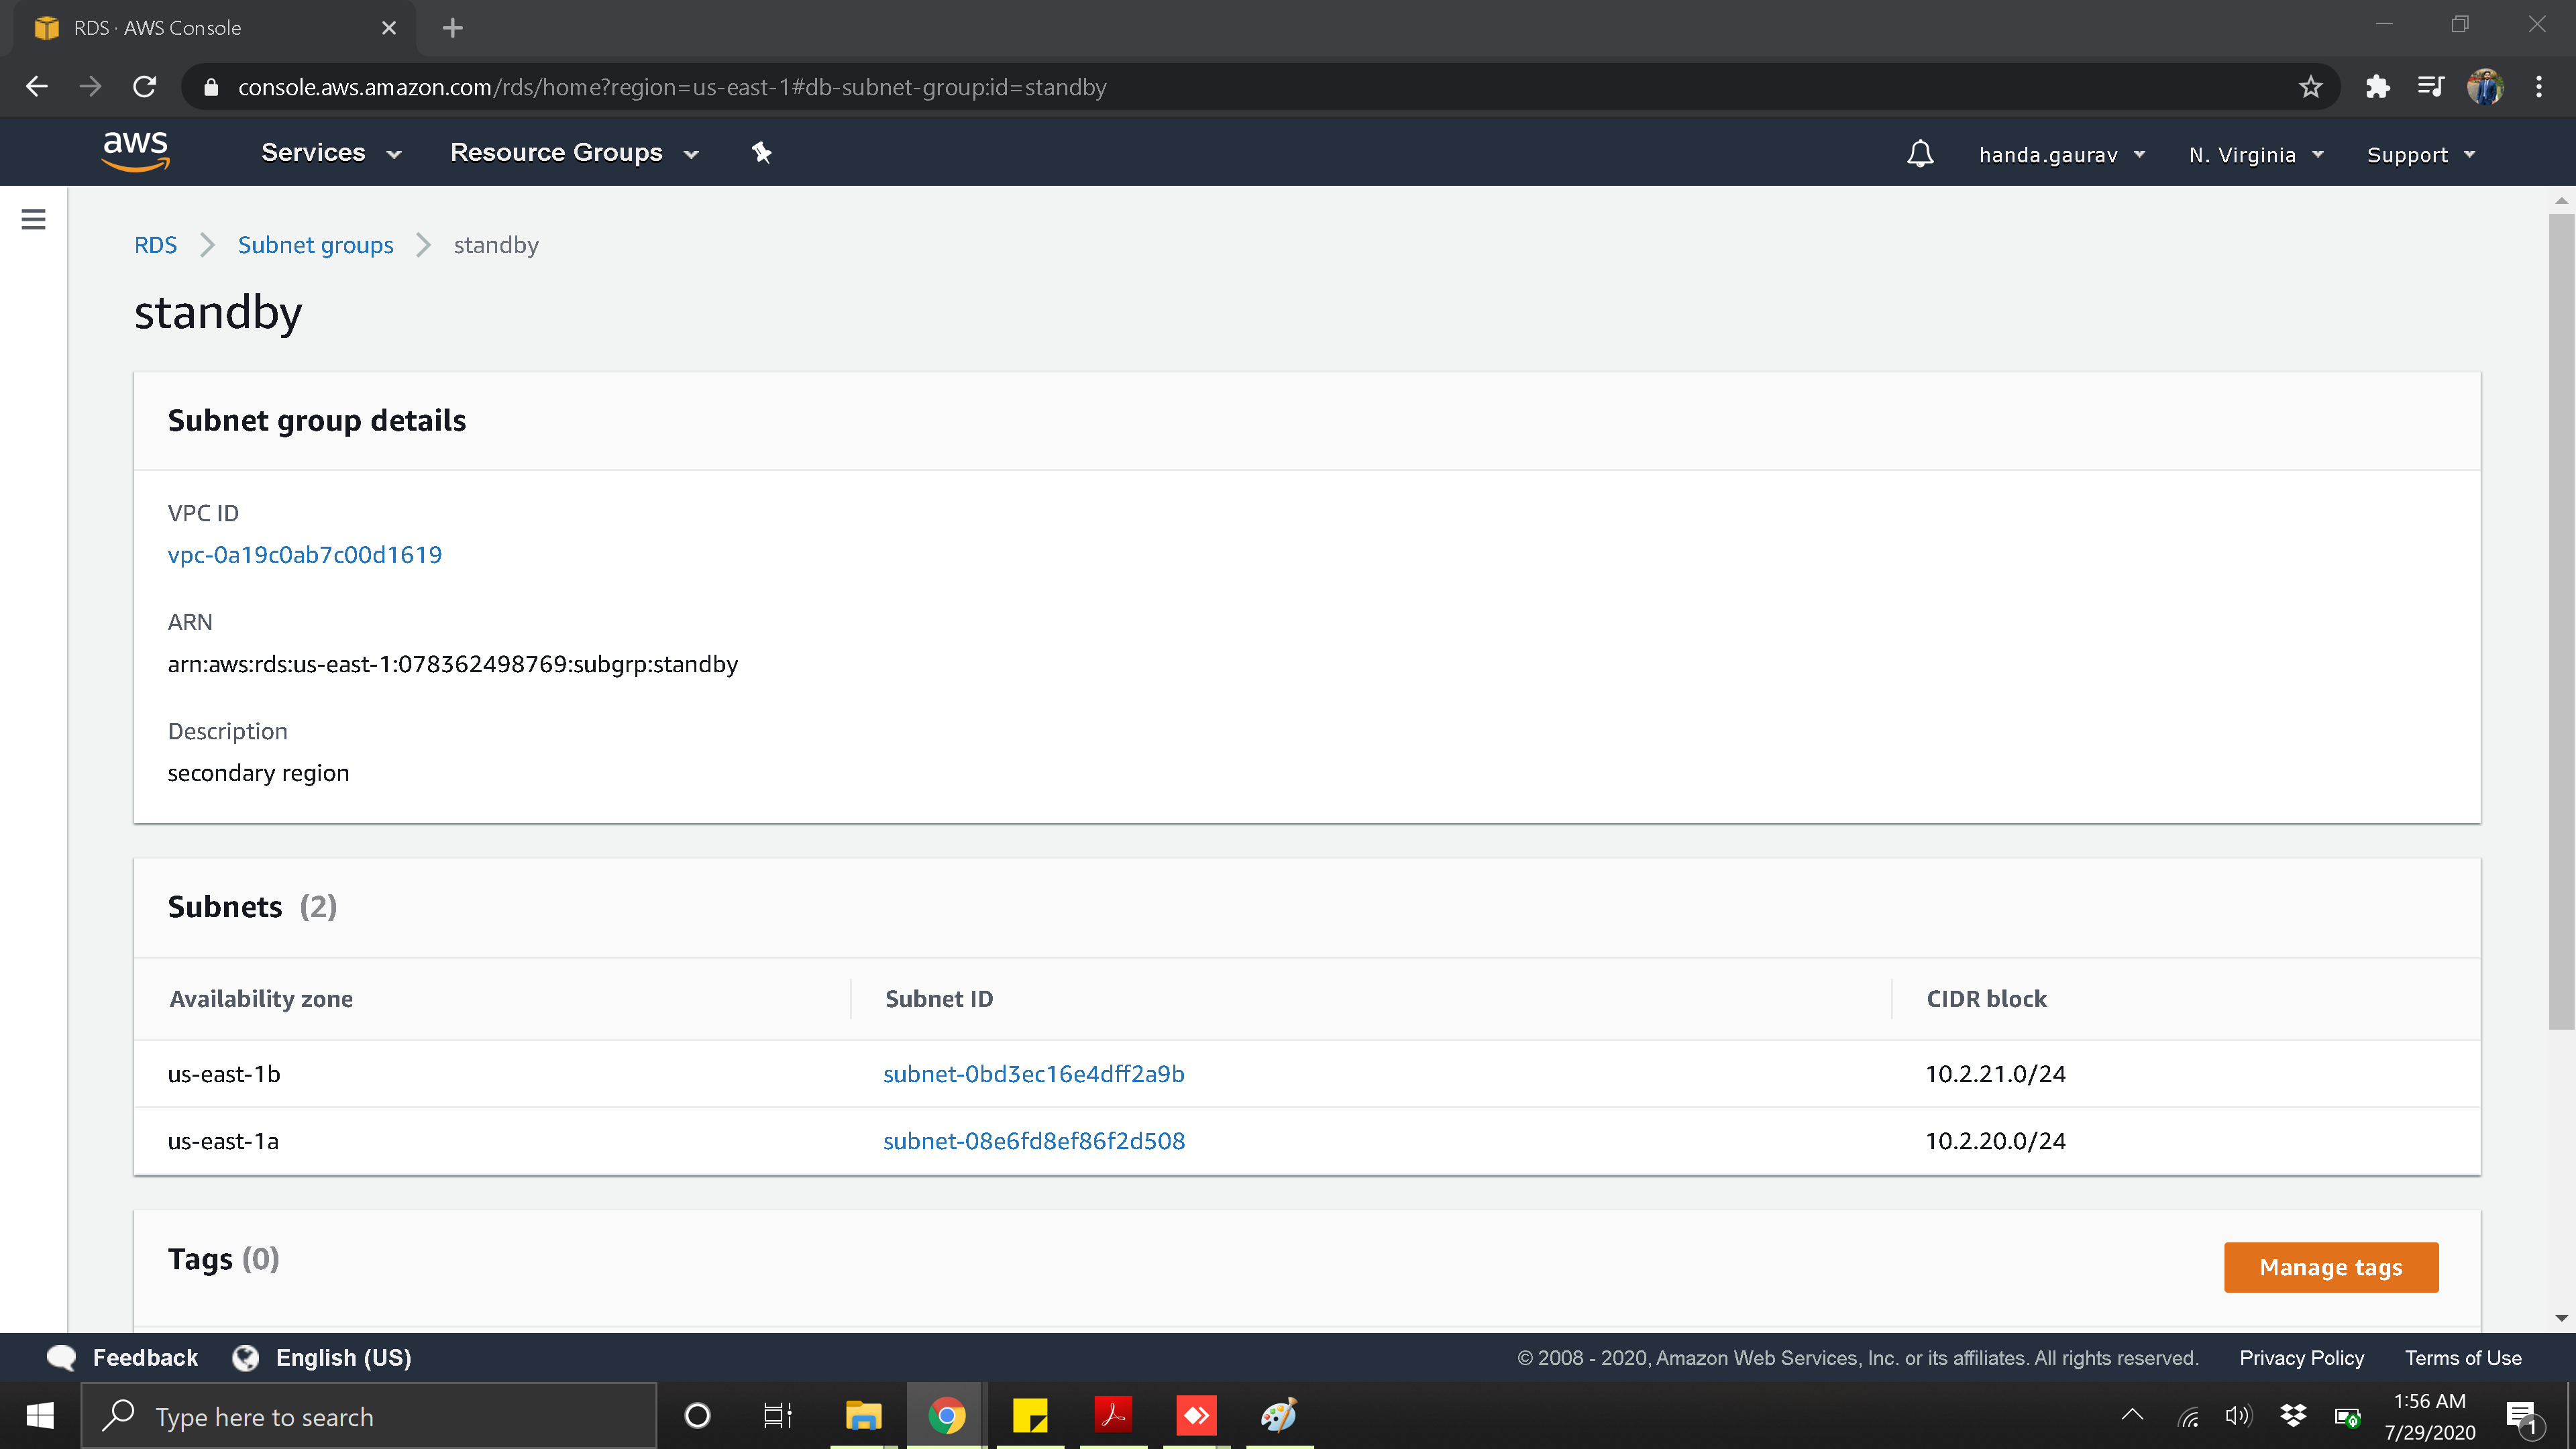 RDS · AWS Console
console.aws.amazon.com/rds/home?region=us-east-1#db-subnet-group:id=standby
aws
Services
Resource Groups
handa.gaurav
N. Virginia
Support
RDS
Subnet groups
standby
standby
Subnet group details
VPC ID
vpc-0a19c0ab7c00d1619
ARN
arn:aws:rds:us-east-1:078362498769:subgrp:standby
Description
secondary region
Subnets (2)
Availability zone Subnet ID CIDR block
us-east-1b subnet-0bd3ec16e4dff2a9b 10.2.21.0/24
us-east-1a subnet-08e6fd8ef86f2d508 10.2.20.0/24
Tags (0)
Manage tags
Feedback
English (US)
© 2008 - 2020, Amazon Web Services, Inc. or its affiliates. All rights reserved.
Privacy Policy
Terms of Use
Type here to search
1:56 AM
7/29/2020
1